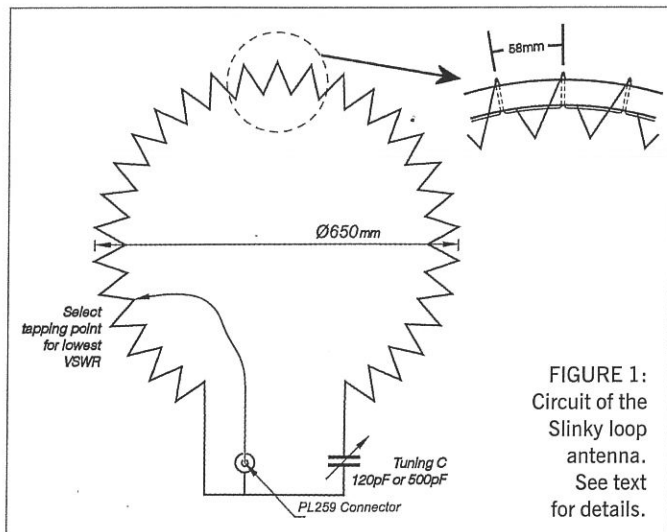 58mm
Ø650mm
Select
tapping point
for lowest
VSWR
Tuning C
120pF or 500pF
PL259 Connector
FIGURE 1:
Circuit of the
Slinky loop
antenna.
See text
for details.